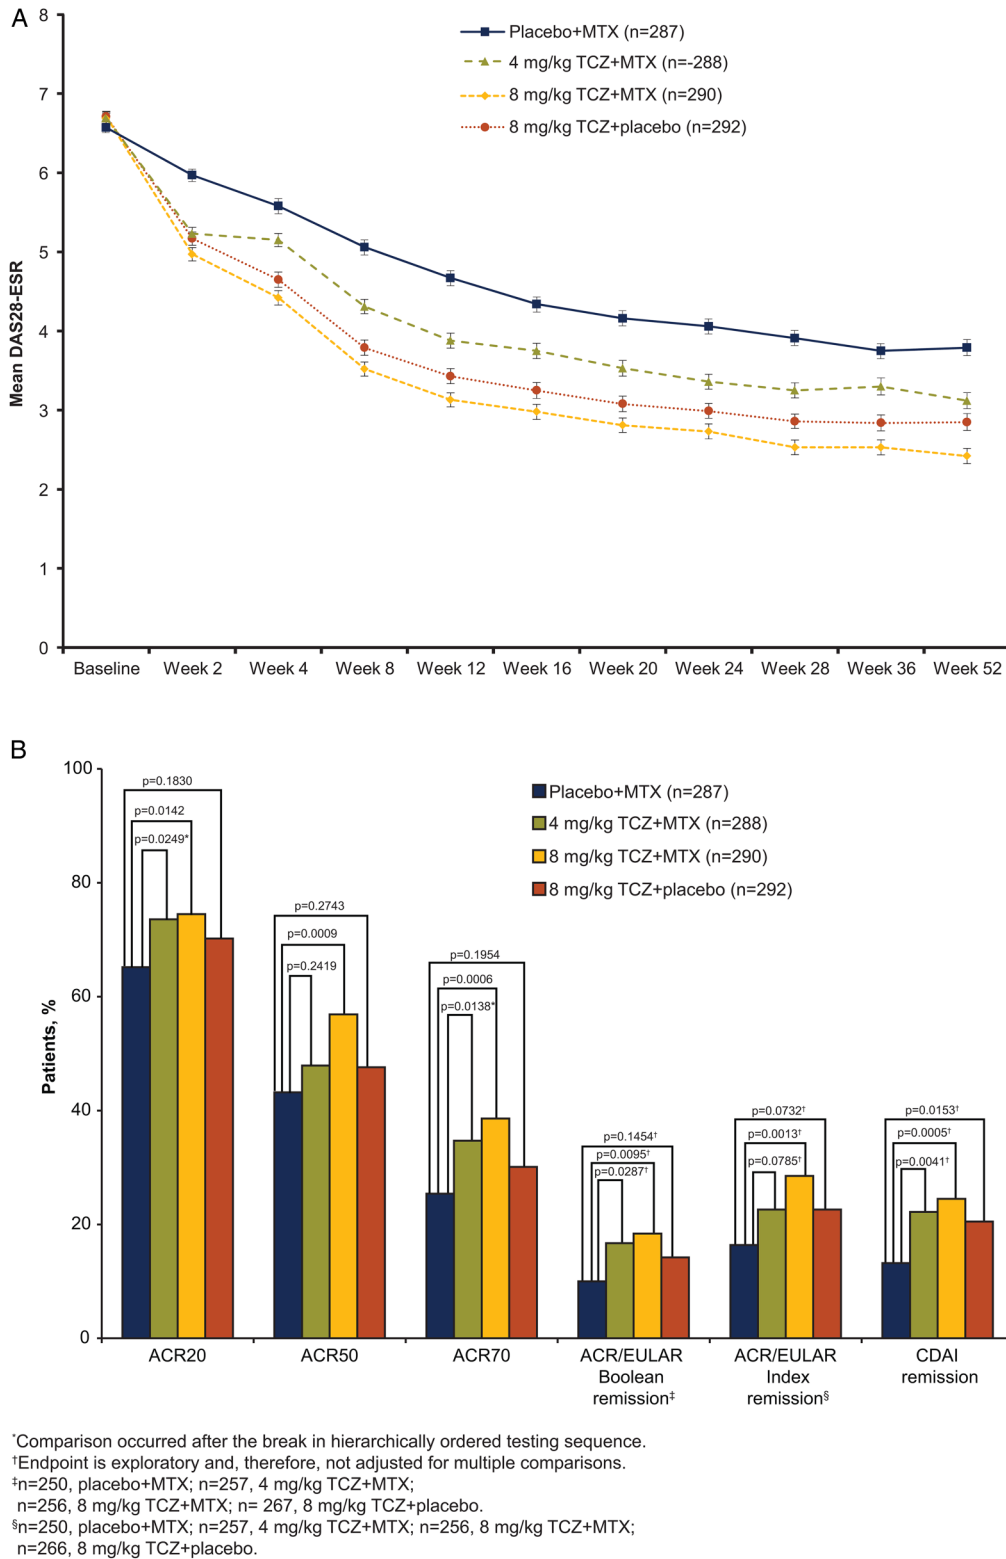 A
8
7
6
5
4
3
2
1
0
Mean DAS28-ESR
Placebo+MTX (n=287)
4 mg/kg TCZ+MTX (n=-288)
8 mg/kg TCZ+MTX (n=290)
8 mg/kg TCZ+placebo (n=292)
Baseline Week 2 Week 4 Week 8 Week 12 Week 16 Week 20 Week 24 Week 28 Week 36 Week 52
B
100
80
60
40
20
0
Patients, %
Placebo+MTX (n=287)
4 mg/kg TCZ+MTX (n=288)
8 mg/kg TCZ+MTX (n=290)
8 mg/kg TCZ+placebo (n=292)
p=0.1830
p=0.0142
p=0.0249*
p=0.2743
p=0.0009
p=0.2419
p=0.1954
p=0.0006
p=0.0138*
p=0.1454†
p=0.0095†
p=0.0287†
p=0.0732†
p=0.0013†
p=0.0785†
p=0.0153†
p=0.0005†
p=0.0041†
ACR20
ACR50
ACR70
ACR/EULAR
Boolean
remission‡
ACR/EULAR
Index
remission§
CDAI
remission
*Comparison occurred after the break in hierarchically ordered testing sequence.
†Endpoint is exploratory and, therefore, not adjusted for multiple comparisons.
‡n=250, placebo+MTX; n=257, 4 mg/kg TCZ+MTX;
n=256, 8 mg/kg TCZ+MTX; n= 267, 8 mg/kg TCZ+placebo.
§n=250, placebo+MTX; n=257, 4 mg/kg TCZ+MTX; n=256, 8 mg/kg TCZ+MTX;
n=266, 8 mg/kg TCZ+placebo.